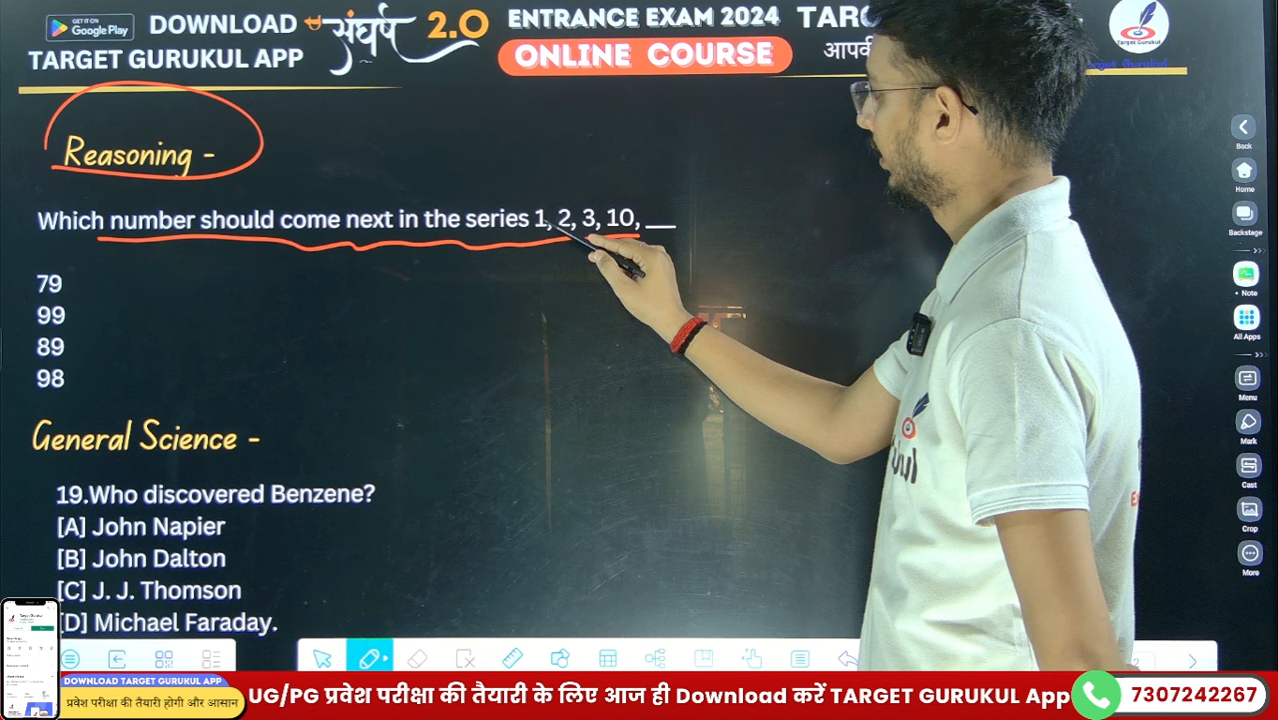 GET IT ON
Google Play
DOWNLOAD
TARGET GURUKUL APP
संघर्ष 2.0
ENTRANCE EXAM 2024
ONLINE COURSE
Target Gurukul
Reasoning -
Which number should come next in the series 1, 2, 3, 10, __
79
99
89
98
General Science -
19.Who discovered Benzene?
[A] John Napier
[B] John Dalton
[C] J. J. Thomson
[D] Michael Faraday.
Back
Home
Backstage
Note
All Apps
Menu
Mark
Cast
Crop
More
DOWNLOAD TARGET GURUKUL APP
प्रवेश परीक्षा की तैयारी होगी और आसान
UG/PG प्रवेश परीक्षा की तैयारी के लिए आज ही Download करें TARGET GURUKUL App
7307242267